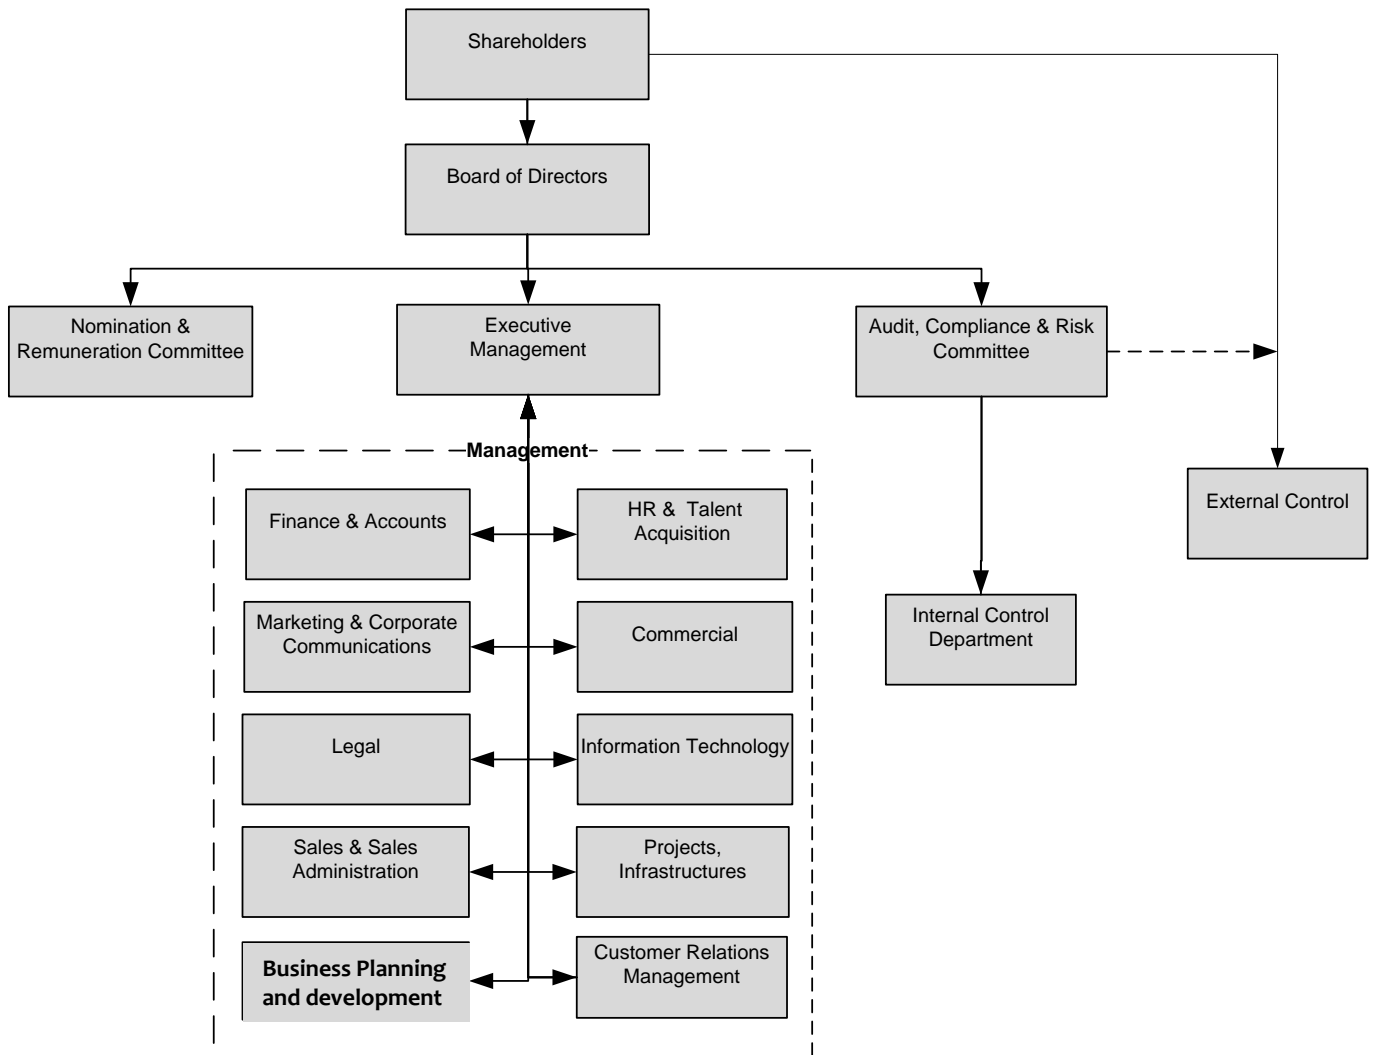 Shareholders
Board of Directors
Nomination &
Remuneration Committee
Executive
Management
Audit, Compliance & Risk
Committee
Management
Finance & Accounts
HR &  Talent
Acquisition
External Control
Marketing & Corporate
Communications
Commercial
Internal Control
Department
Legal
Information Technology
Sales & Sales
Administration
Projects,
Infrastructures
Business Planning
and development
Customer Relations
Management